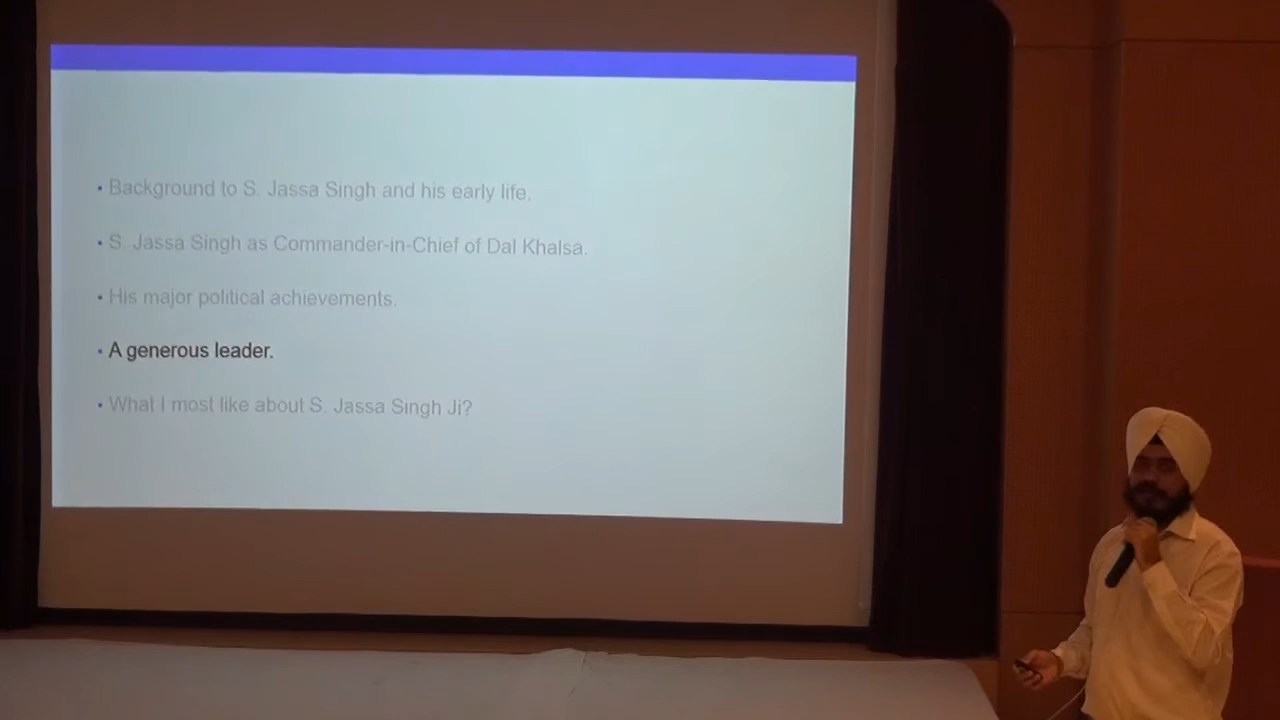 • Background to S. Jassa Singh and his early life.
• S. Jassa Singh as Commander-in-Chief of Dal Khalsa.
• His major political achievements.
• A generous leader.
• What I most like about S. Jassa Singh Ji?